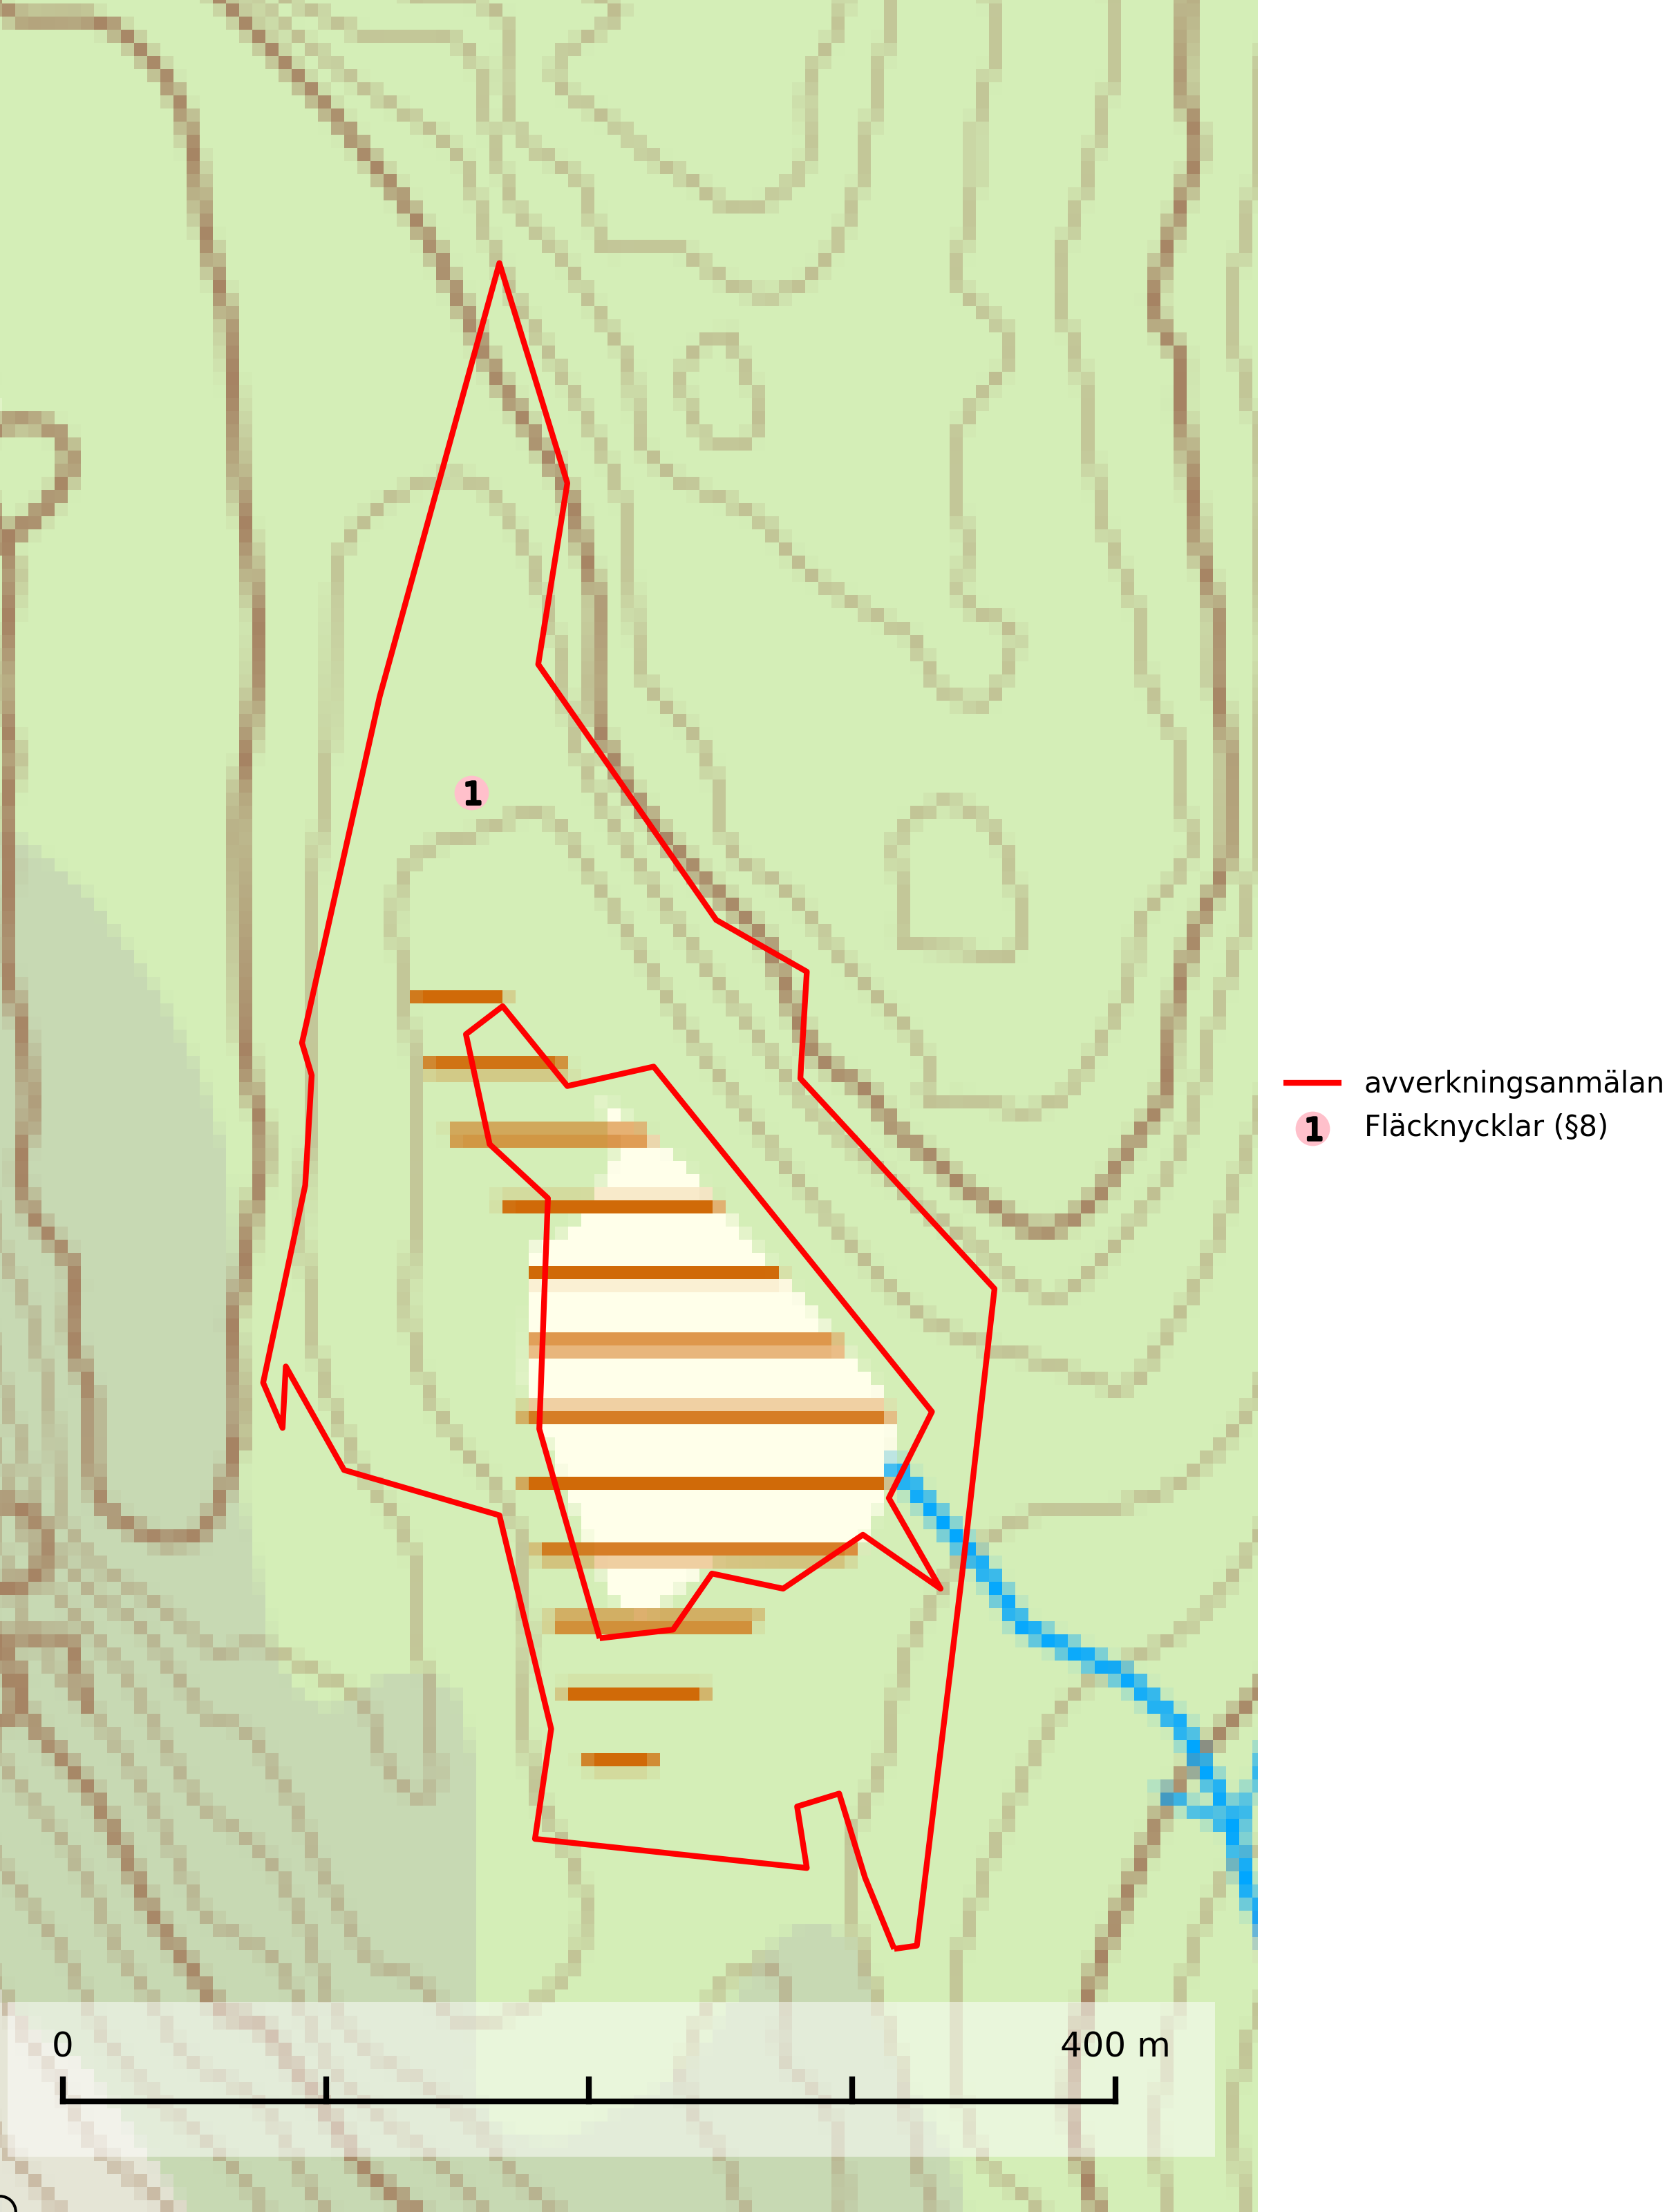 1
avverkningsanmälan
1 Fläcknycklar (§8)
0 400 m